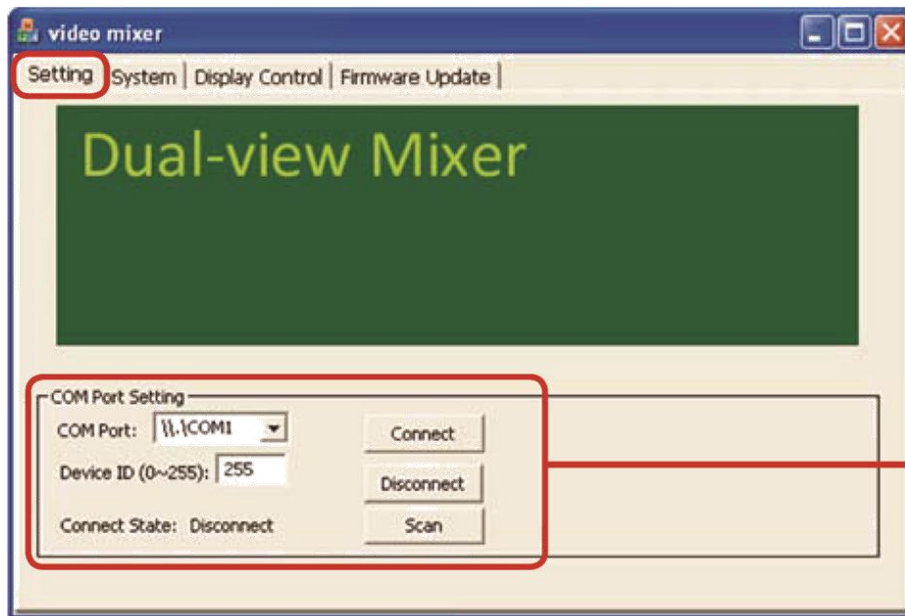 video mixer
Setting System Display Control Firmware Update
Dual-view Mixer
COM Port Setting
COM Port: \\.\COM1
Connect
Device ID (0~255): 255
Disconnect
Connect State: Disconnect
Scan